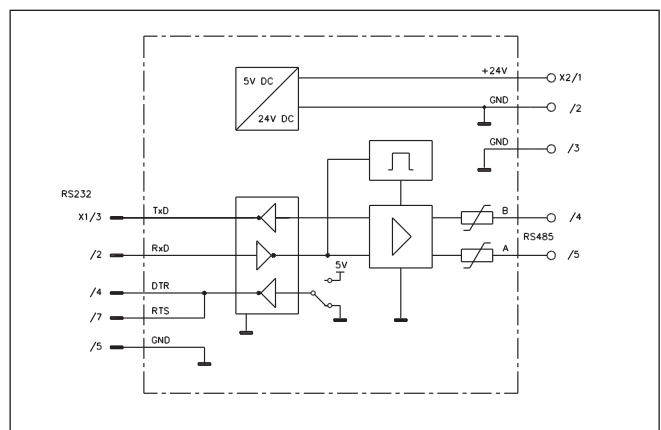 5V DC
24V DC
+24V
X2/1
GND
/2
GND
/3
RS232
X1/3
TxD
B
/4
/2
RxD
A
RS485
/5
5V
/4
DTR
/7
RTS
/5
GND